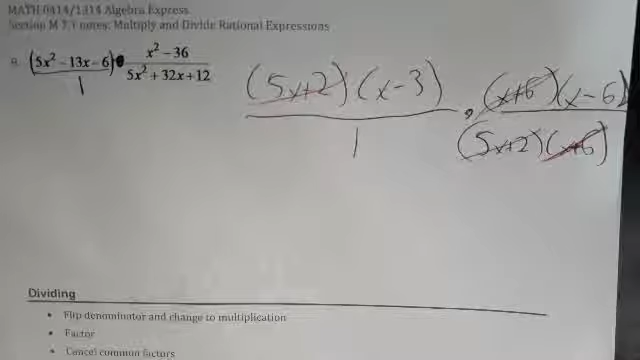 MATH 0414/1314 Algebra Express
Section M 7.1 notes: Multiply and Divide Rational Expressions
(5x² − 13x − 6) • x² − 36
1 5x² + 32x + 12
(5x+2)(x−3) · (x+6)(x−6)
1 (5x+2)(x+6)
Dividing
• Flip denominator and change to multiplication
• Factor
• Cancel common factors